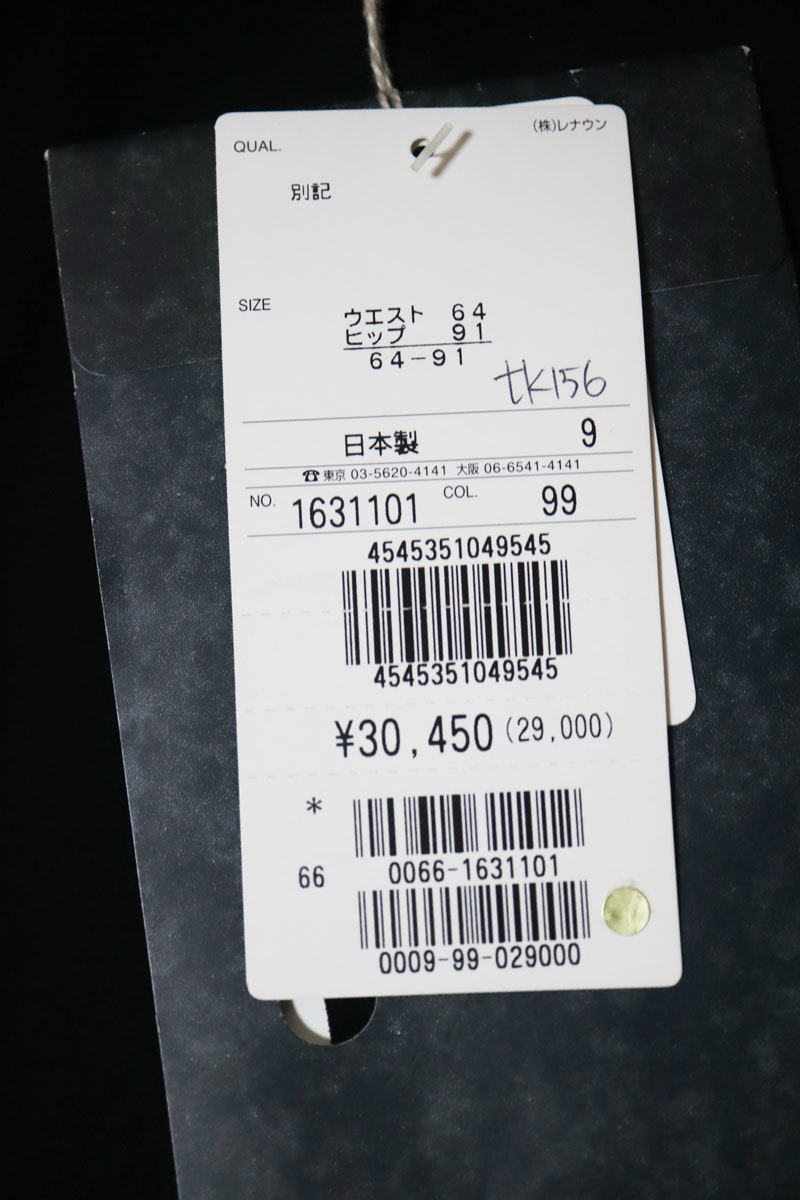 QUAL.
(株)レナウン
別記
SIZE
ウエスト 64
ヒップ 91
64-91
tk156
日本製 9
☎東京 03-5620-4141 大阪 06-6541-4141
NO. 1631101 COL. 99
4545351049545
4545351049545
¥30,450 (29,000)
*
66
0066-1631101
0009-99-029000